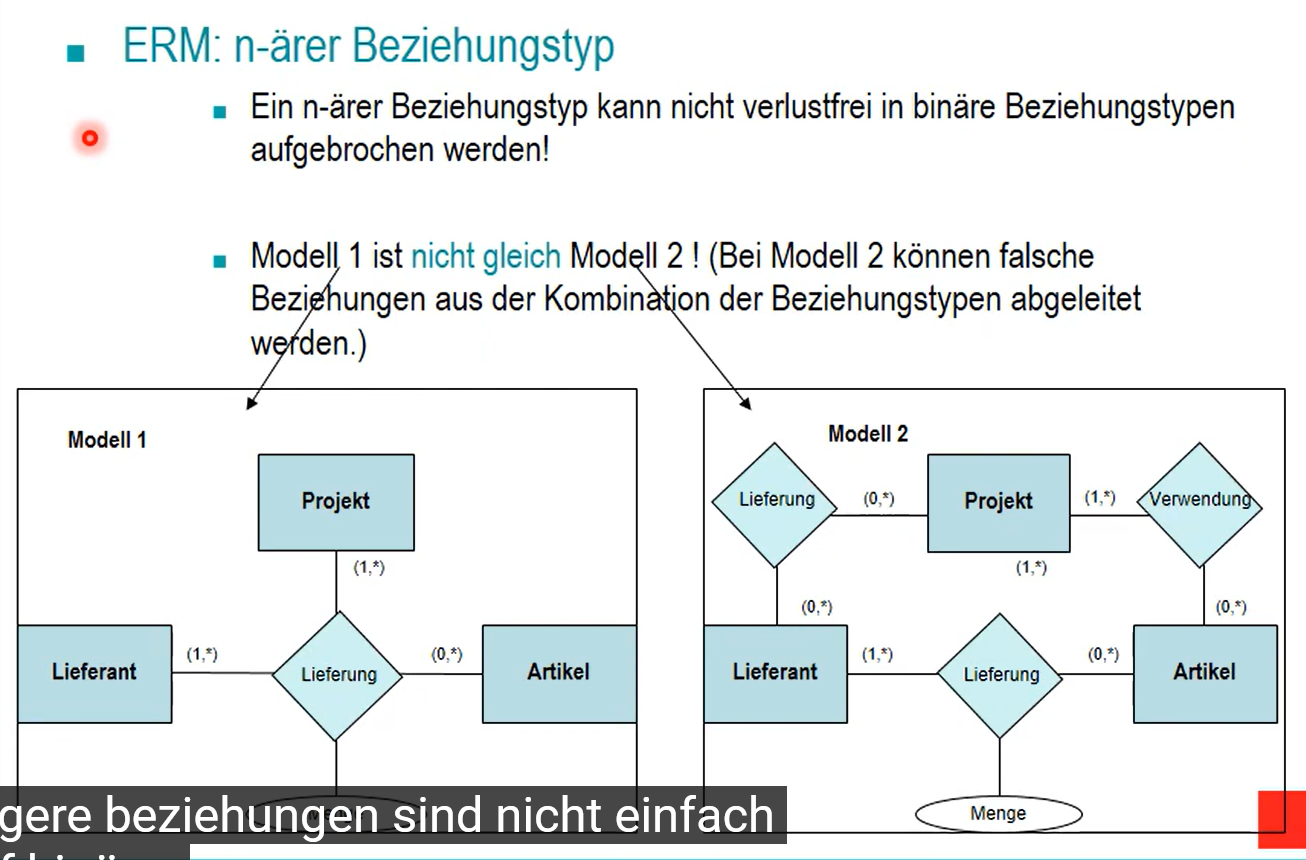 ERM: n-ärer Beziehungstyp
Ein n-ärer Beziehungstyp kann nicht verlustfrei in binäre Beziehungstypen
aufgebrochen werden!
Modell 1 ist nicht gleich Modell 2 ! (Bei Modell 2 können falsche
Beziehungen aus der Kombination der Beziehungstypen abgeleitet
werden.)
Modell 1
Projekt
(1,*)
Lieferant
(1,*)
Lieferung
(0,*)
Artikel
Modell 2
Lieferung
(0,*)
Projekt
(1,*)
Verwendung
(1,*)
(0,*)
(0,*)
Lieferant
(1,*)
Lieferung
(0,*)
Artikel
Menge
gere beziehungen sind nicht einfach